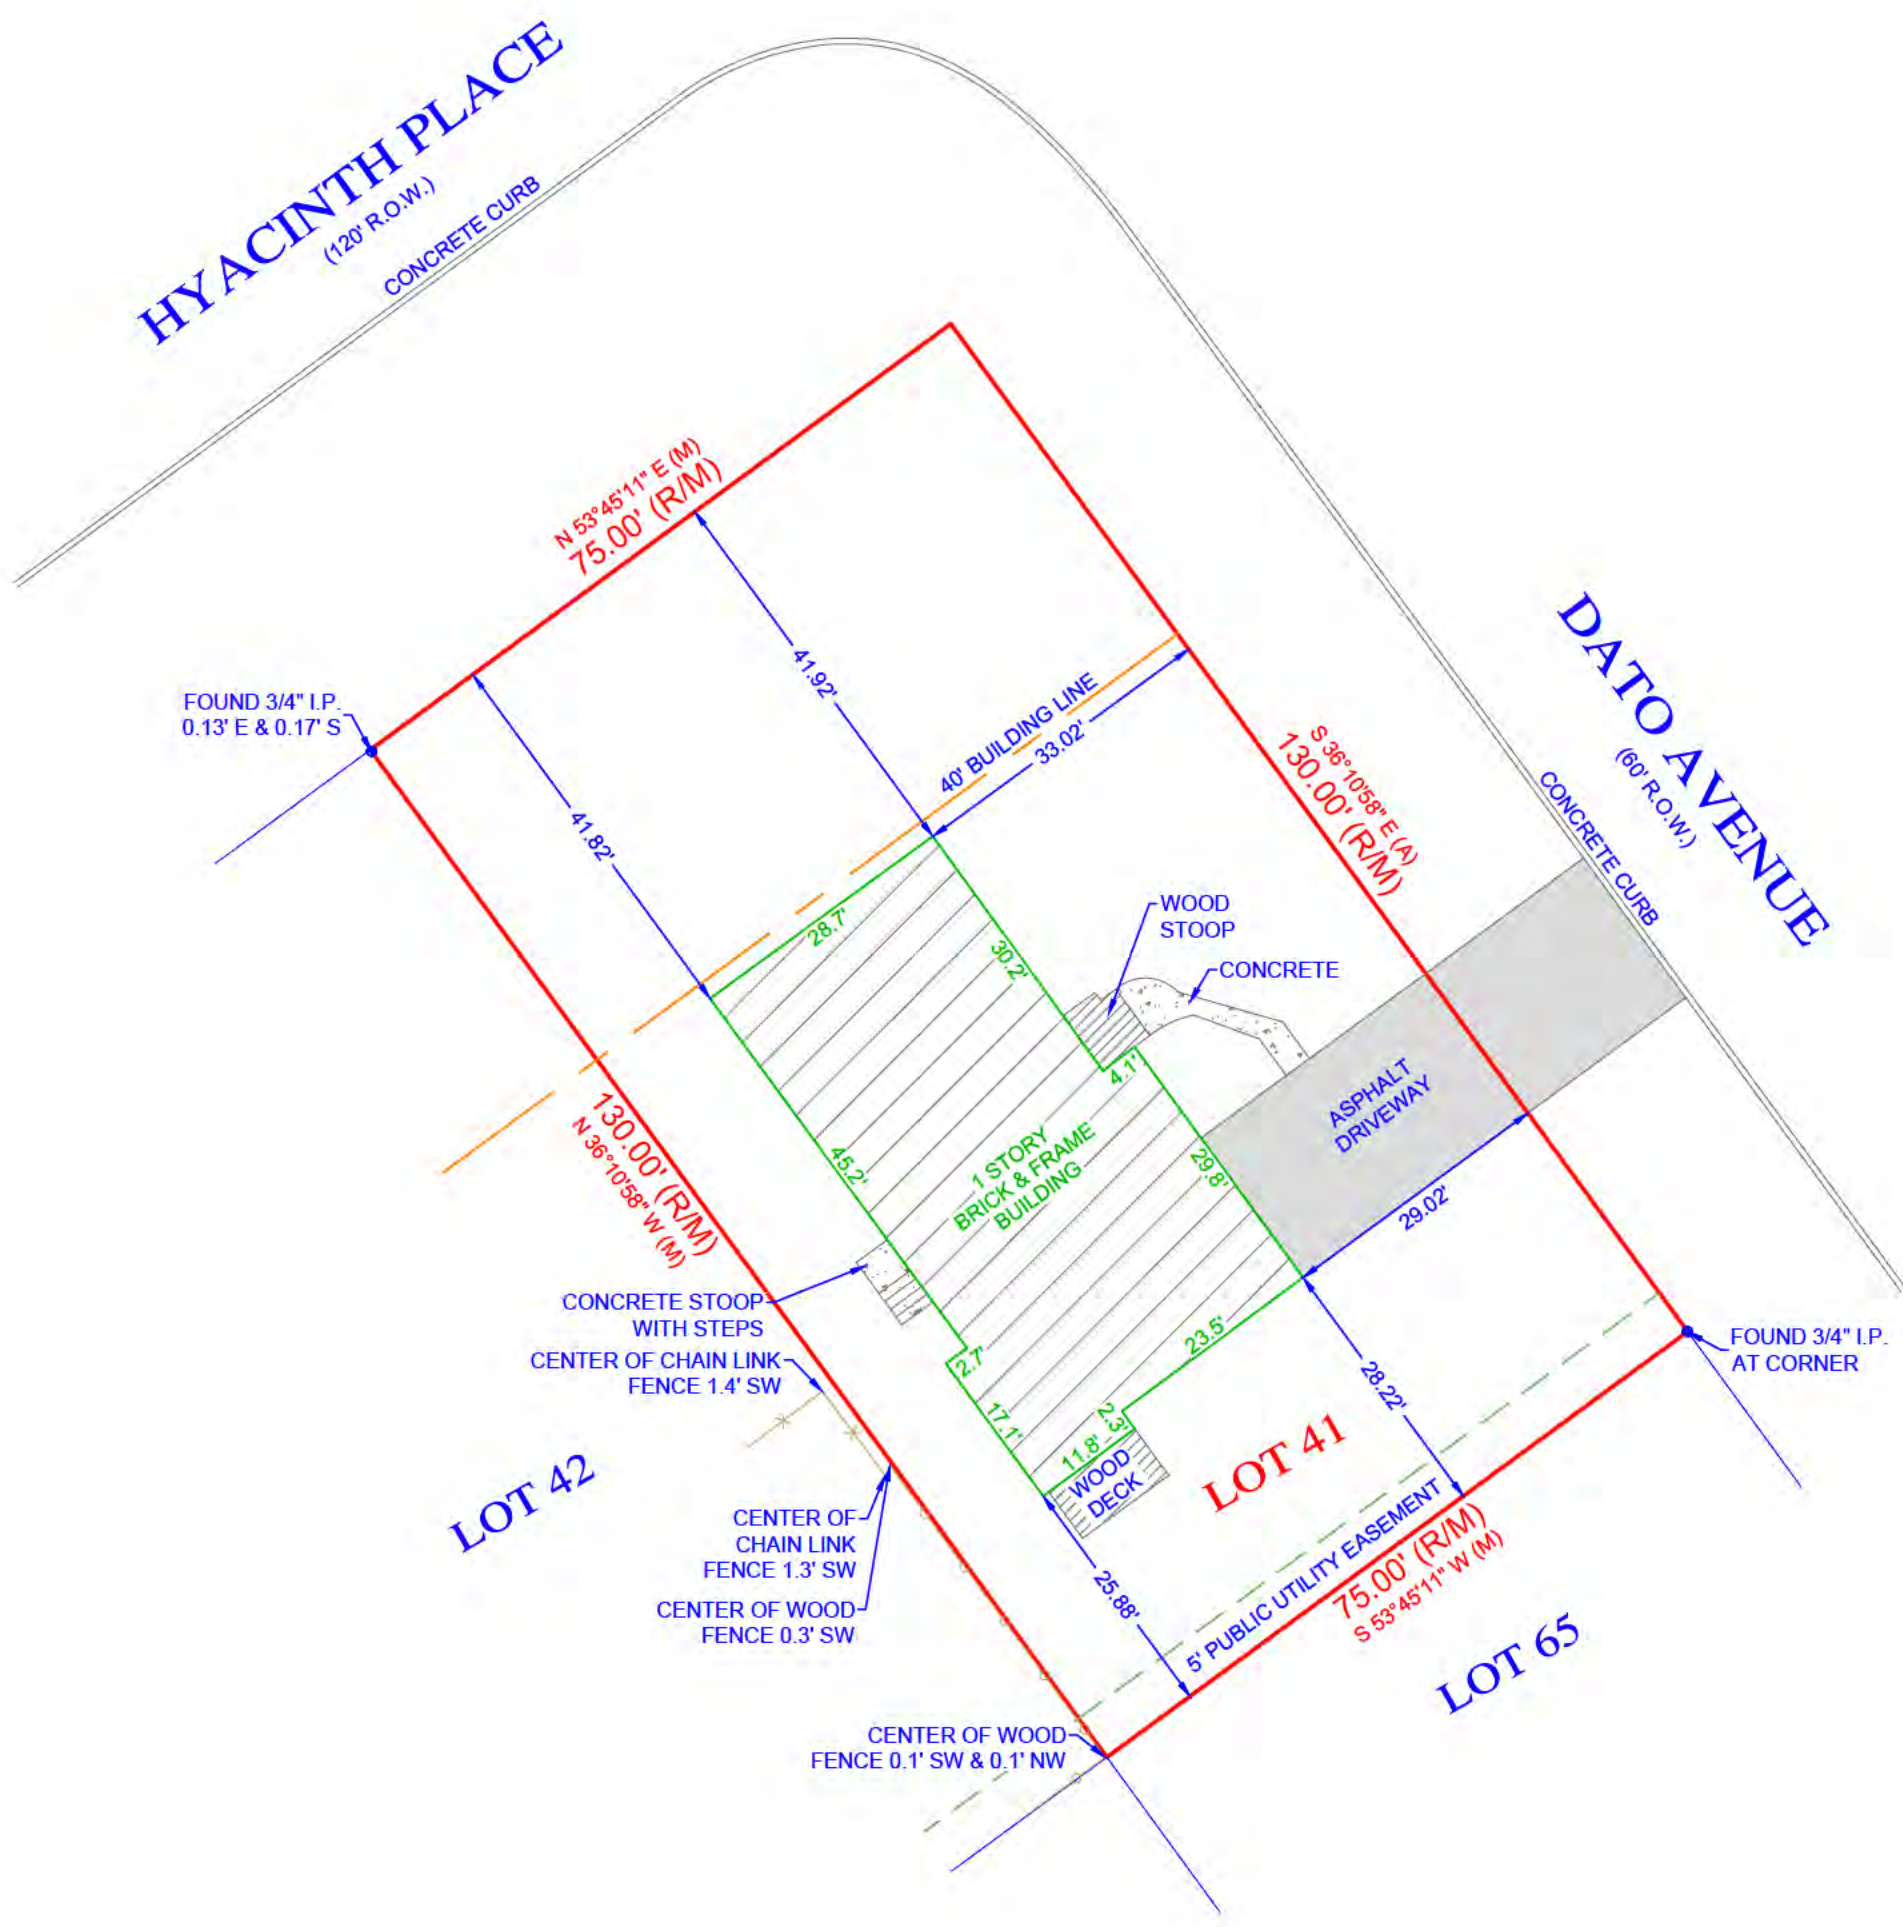 HYACINTH PLACE
(120' R.O.W.)
CONCRETE CURB
N 53°45'11" E (M)
75.00' (R/M)
DATO AVENUE
(60' R.O.W.)
CONCRETE CURB
FOUND 3/4" I.P.
0.13' E & 0.17' S
41.92'
41.82'
40' BUILDING LINE
33.02'
S 36°10'58" E (A)
130.00' (R/M)
28.7'
30.2'
WOOD
STOOP
CONCRETE
4.1'
ASPHALT
DRIVEWAY
130.00' (R/M)
N 36°10'58" W (M)
45.2'
1 STORY
BRICK & FRAME
BUILDING
29.8'
29.02'
CONCRETE STOOP
WITH STEPS
CENTER OF CHAIN LINK
FENCE 1.4' SW
2.7'
23.5'
28.22'
FOUND 3/4" I.P.
AT CORNER
17.1'
2.3'
11.8'
WOOD
DECK
LOT 41
LOT 42
CENTER OF
CHAIN LINK
FENCE 1.3' SW
CENTER OF WOOD
FENCE 0.3' SW
25.88'
5' PUBLIC UTILITY EASEMENT
75.00' (R/M)
S 53°45'11" W (M)
LOT 65
CENTER OF WOOD
FENCE 0.1' SW & 0.1' NW